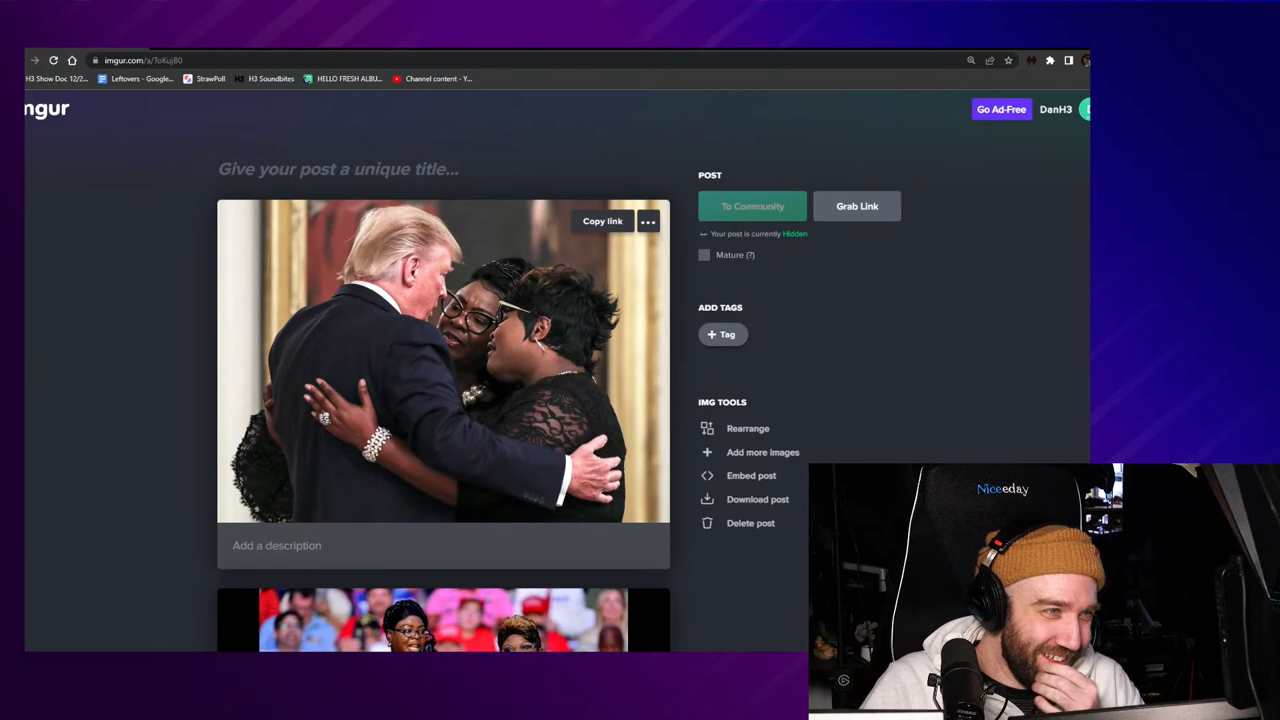 imgur.com/a/ToKuj80
H3 Show Doc 12/2...
Leftovers - Google...
StrawPoll
H3
H3 Soundbites
HELLO FRESH ALBU...
Channel content - Y...
mgur
Go Ad-Free
DanH3
Give your post a unique title...
POST
Copy link
To Community
Grab Link
Your post is currently Hidden
Mature (?)
ADD TAGS
+ Tag
IMG TOOLS
Rearrange
Add more images
Embed post
Download post
Delete post
Add a description
Niceeday